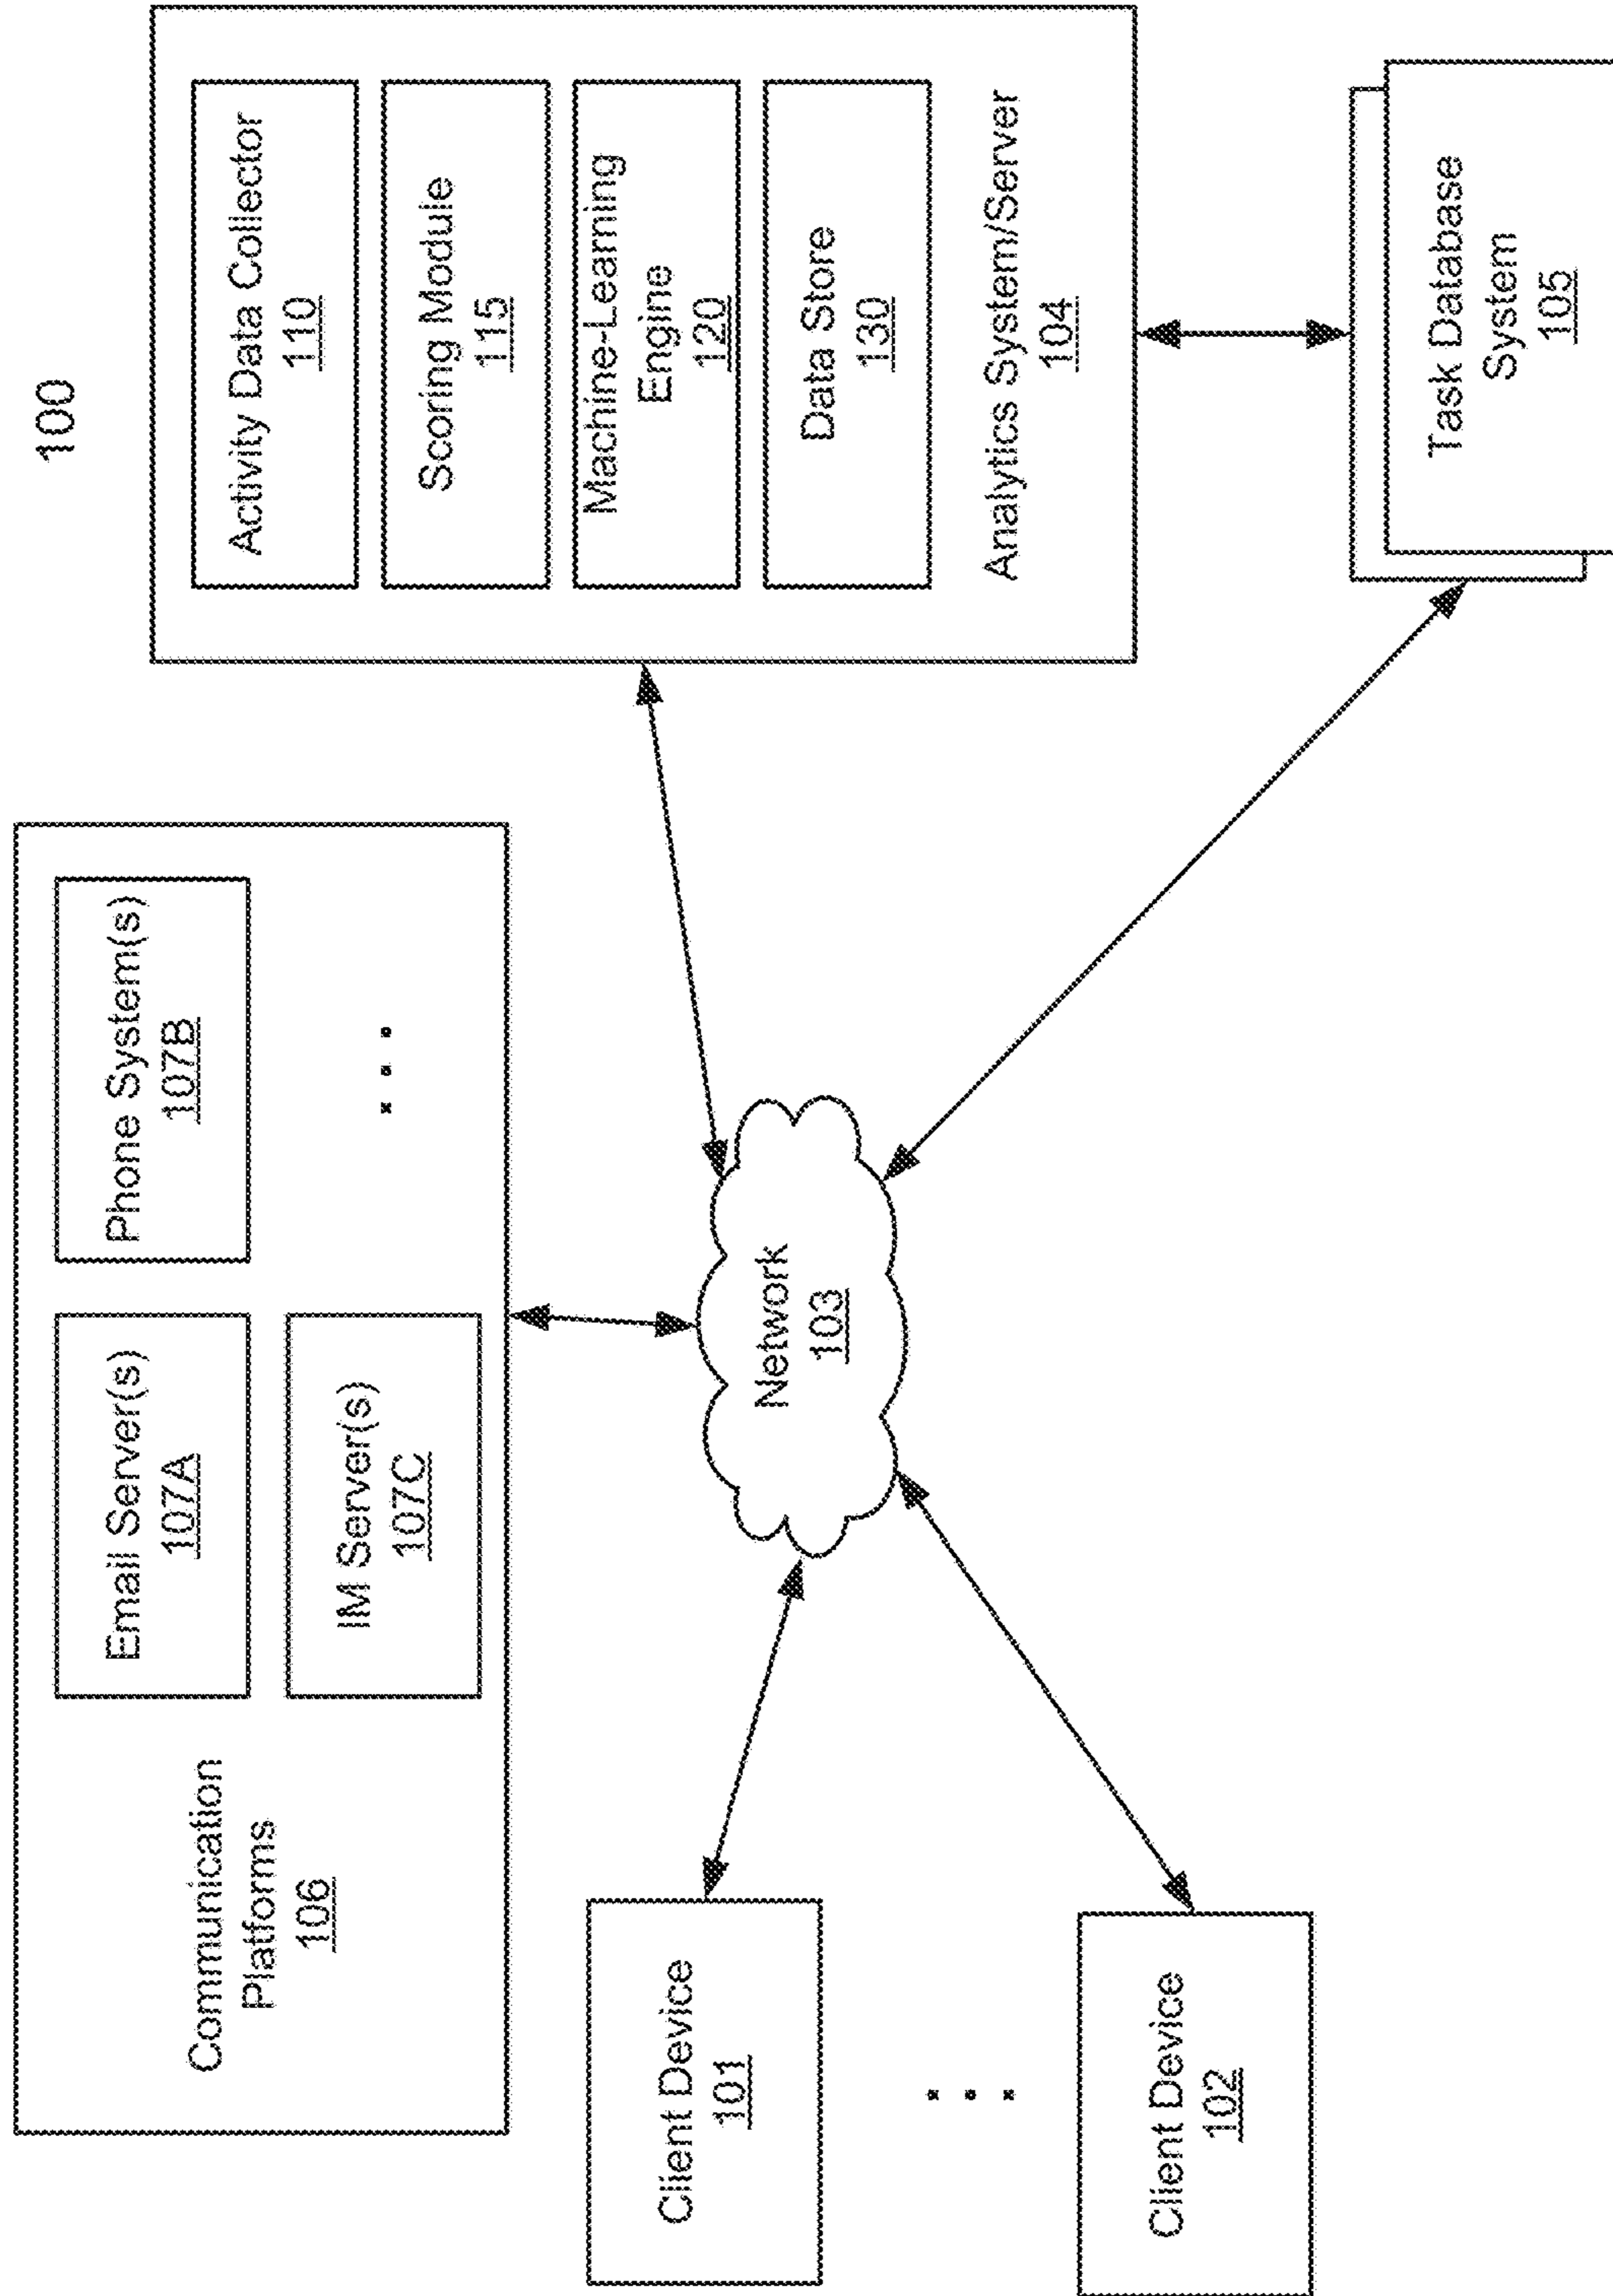 100
Communication
Platforms
106
Email Server(s)
107A
Phone System(s)
107B
IM Server(s)
107C
. . .
Activity Data Collector
110
Scoring Module
115
Machine-Learning
Engine
120
Data Store
130
Analytics System/Server
104
Client Device
101
. . .
Client Device
102
Network
103
Task Database
System
105